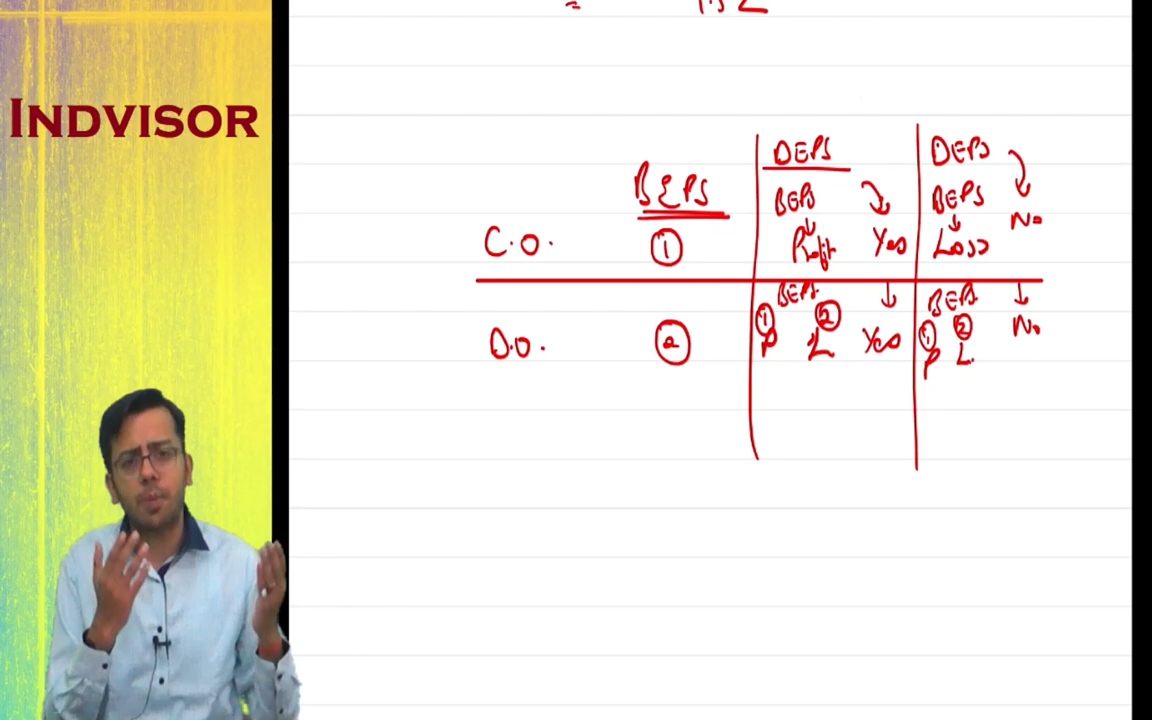 INDVISOR
DEPS
BEPS
Profit
Yes
DEPS
BEPS
Loss
No
BEPS
C.O.
1
D.O.
2
BEPS
1 2
P L Yes
BEPS
1 2
P L.
No